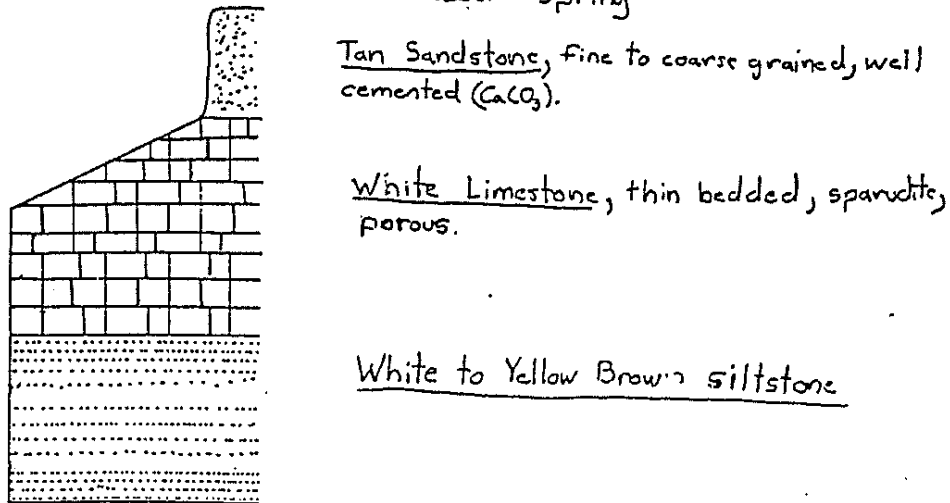 Spring
Tan Sandstone, fine to coarse grained, well
cemented (CaCO3).
White Limestone, thin bedded, sparudite,
porous.
White to Yellow Brown siltstone